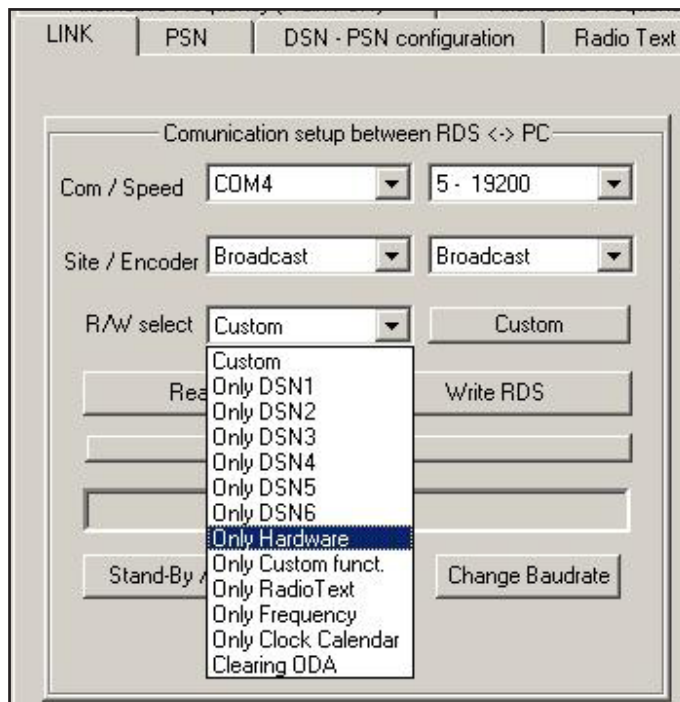 LINK PSN DSN - PSN configuration Radio Text
Comunication setup between RDS <-> PC
Com / Speed COM4 5 - 19200
Site / Encoder Broadcast Broadcast
R/W select Custom Custom
Custom
Only DSN1
Write RDS
Only DSN2
Only DSN3
Only DSN4
Only DSN5
Only DSN6
Only Hardware
Only Custom funct.
Stand-By Change Baudrate
Only RadioText
Only Frequency
Only Clock Calendar
Clearing ODA